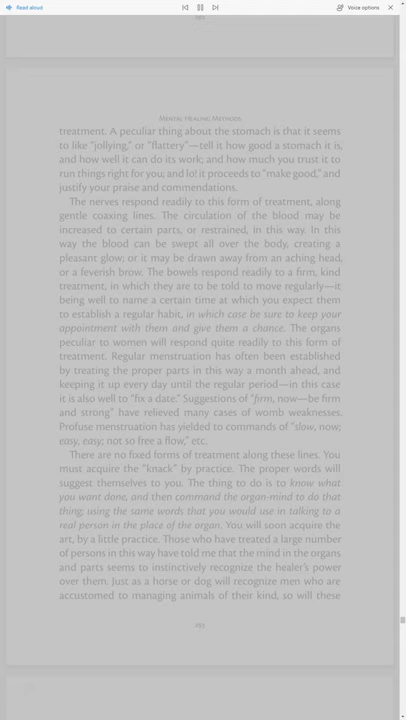 Read aloud
Voice options
Mental Healing Methods
treatment. A peculiar thing about the stomach is that it seems
to like “jollying,” or “flattery”—tell it how good a stomach it is,
and how well it can do its work; and how much you trust it to
run things right for you; and lo! it proceeds to “make good,” and
justify your praise and commendations.
The nerves respond readily to this form of treatment, along
gentle coaxing lines. The circulation of the blood may be
increased to certain parts, or restrained, in this way. In this
way the blood can be swept all over the body, creating a
pleasant glow; or it may be drawn away from an aching head,
or a feverish brow. The bowels respond readily to a firm, kind
treatment, in which they are to be told to move regularly—it
being well to name a certain time at which you expect them
to establish a regular habit, in which case be sure to keep your
appointment with them and give them a chance. The organs
peculiar to women will respond quite readily to this form of
treatment. Regular menstruation has often been established
by treating the proper parts in this way a month ahead, and
keeping it up every day until the regular period—in this case
it is also well to “fix a date.” Suggestions of “firm, now—be firm
and strong” have relieved many cases of womb weaknesses.
Profuse menstruation has yielded to commands of “slow, now;
easy, easy; not so free a flow,” etc.
There are no fixed forms of treatment along these lines. You
must acquire the “knack” by practice. The proper words will
suggest themselves to you. The thing to do is to know what
you want done, and then command the organ-mind to do that
thing; using the same words that you would use in talking to a
real person in the place of the organ. You will soon acquire the
art, by a little practice. Those who have treated a large number
of persons in this way have told me that the mind in the organs
and parts seems to instinctively recognize the healer’s power
over them. Just as a horse or dog will recognize men who are
accustomed to managing animals of their kind, so will these